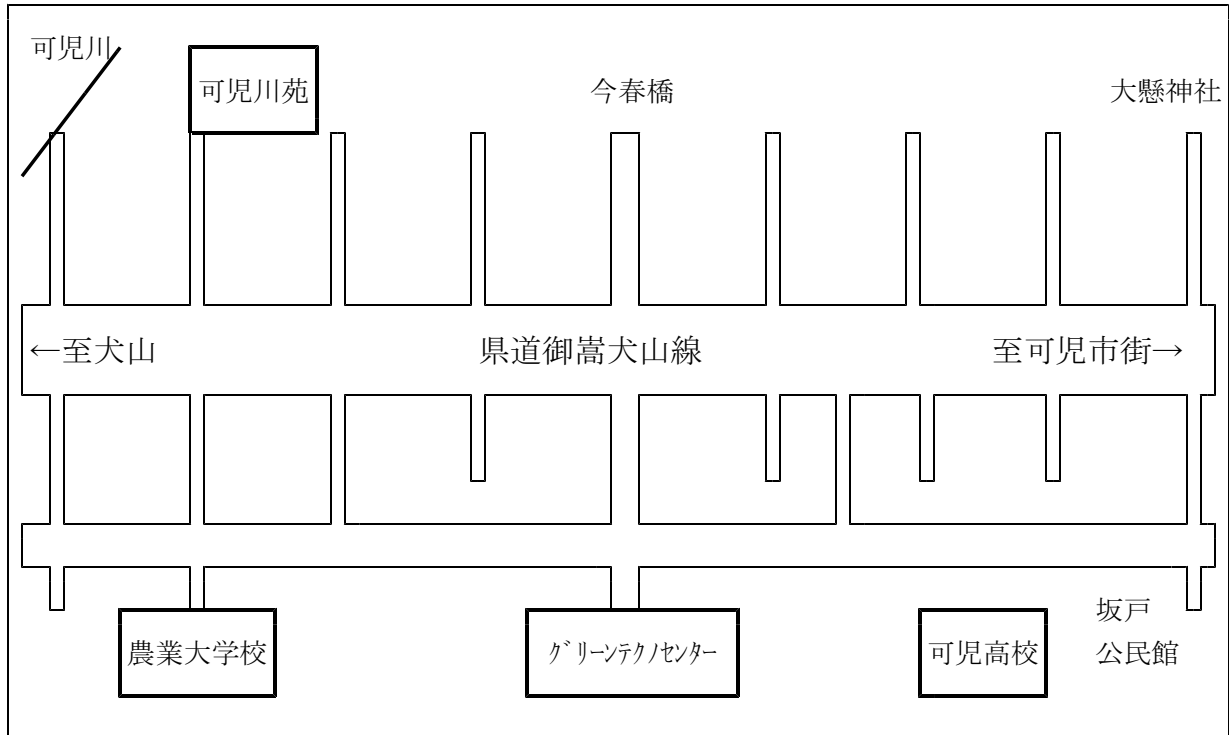 可児川
可児川苑
今春橋
大縣神社
←至犬山
県道御嵩犬山線
至可児市街→
農業大学校
グリーンテクノセンター
可児高校
坂戸
公民館